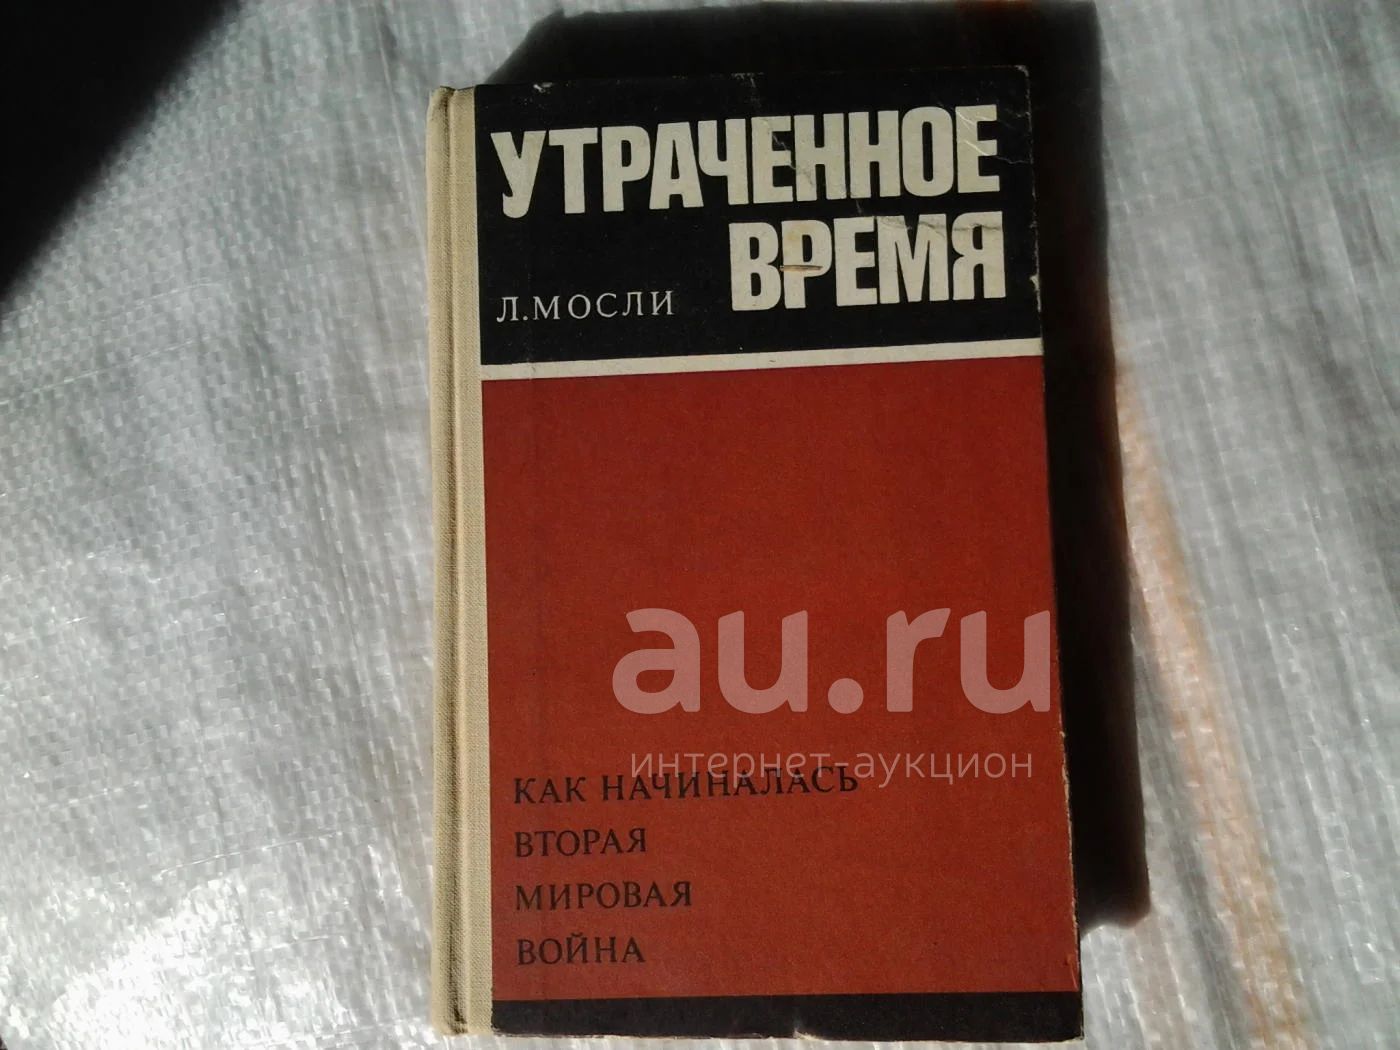 УТРАЧЕННОЕ
ВРЕМЯ
Л.МОСЛИ
au.ru
интернет-аукцион
КАК НАЧИНАЛАСЬ
ВТОРАЯ
МИРОВАЯ
ВОЙНА